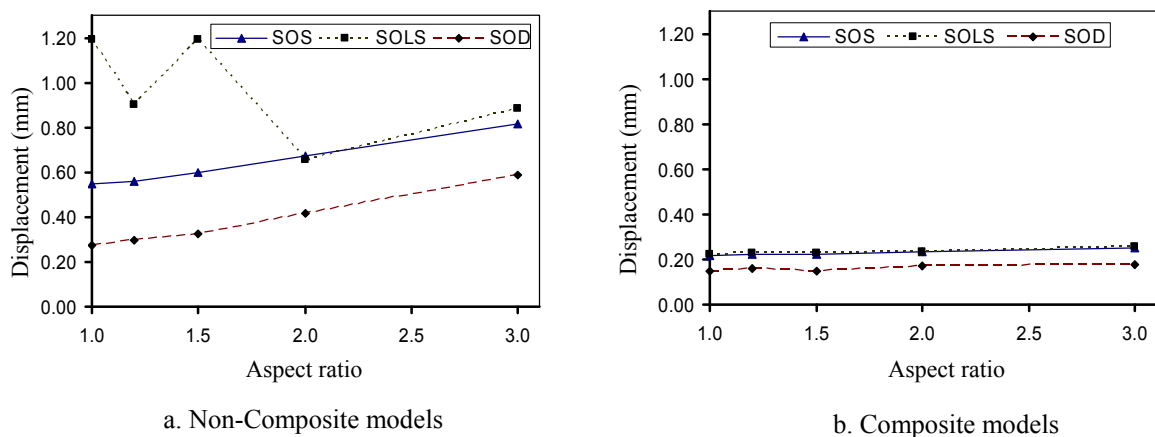 SOS SOLS SOD
1.20
1.00
0.80
0.60
0.40
0.20
0.00
Displacement (mm)
1.0 1.5 2.0 2.5 3.0
Aspect ratio
a. Non-Composite models
SOS SOLS SOD
1.20
1.00
0.80
0.60
0.40
0.20
0.00
Displacement (mm)
1.0 1.5 2.0 2.5 3.0
Aspect ratio
b. Composite models